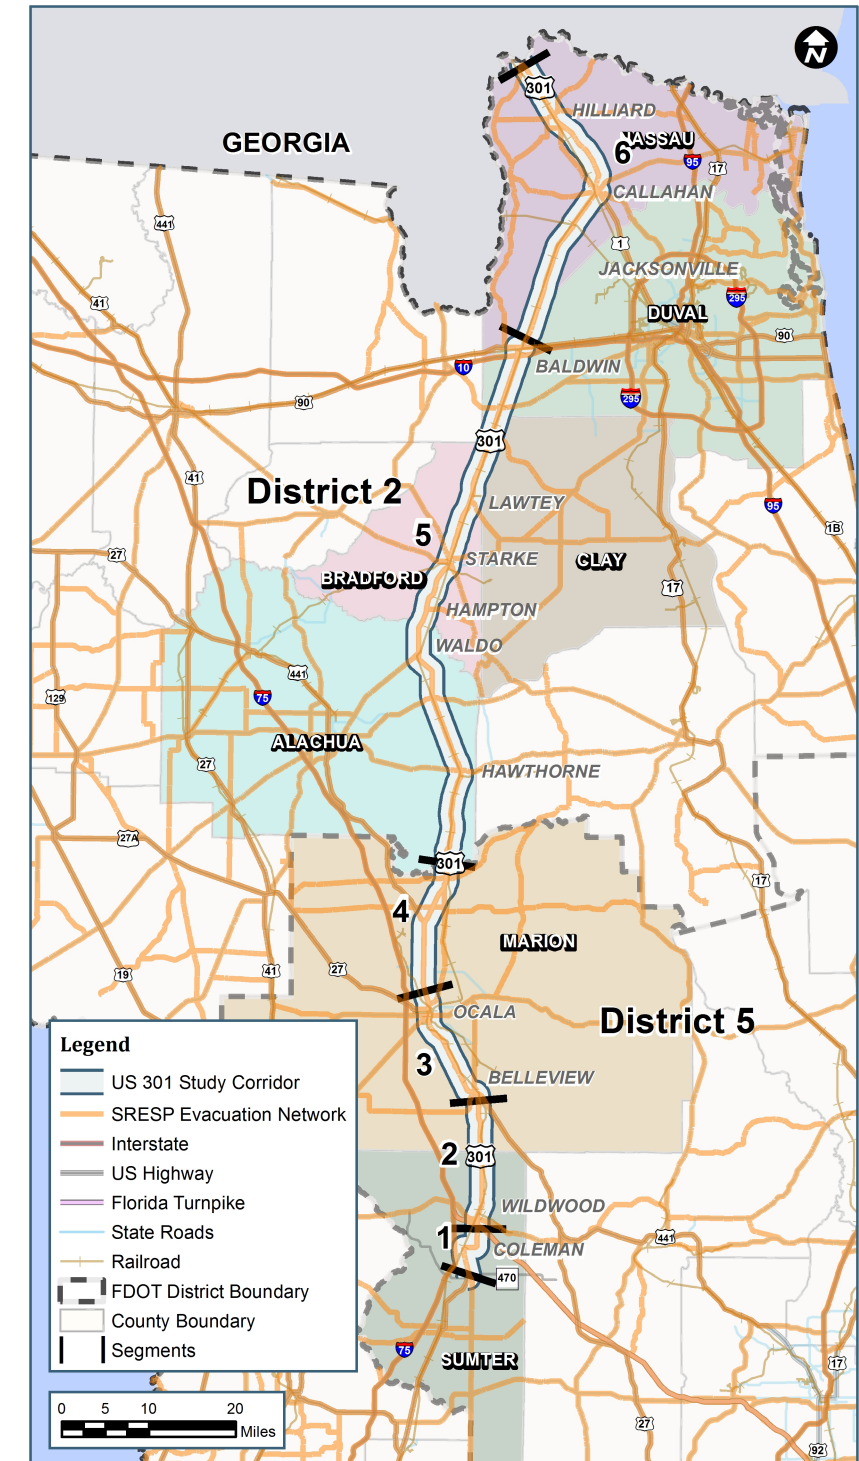 N
301
HILLIARD
NASSAU
6
GEORGIA
95
17
CALLAHAN
441
1
JACKSONVILLE
41
295
DUVAL
90
BALDWIN
10
295
90
301
41
District 2
LAWTEY
95
5
1B
27
STARKE
CLAY
BRADFORD
17
HAMPTON
WALDO
441
129
75
ALACHUA
27
HAWTHORNE
27A
301
17
4
MARION
41
27
19
OCALA
District 5
3
BELLEVIEW
2
301
WILDWOOD
1
441
COLEMAN
470
75
SUMTER
17
27
92
Legend
US 301 Study Corridor
SRESP Evacuation Network
Interstate
US Highway
Florida Turnpike
State Roads
Railroad
FDOT District Boundary
County Boundary
Segments
0 5 10 20
Miles